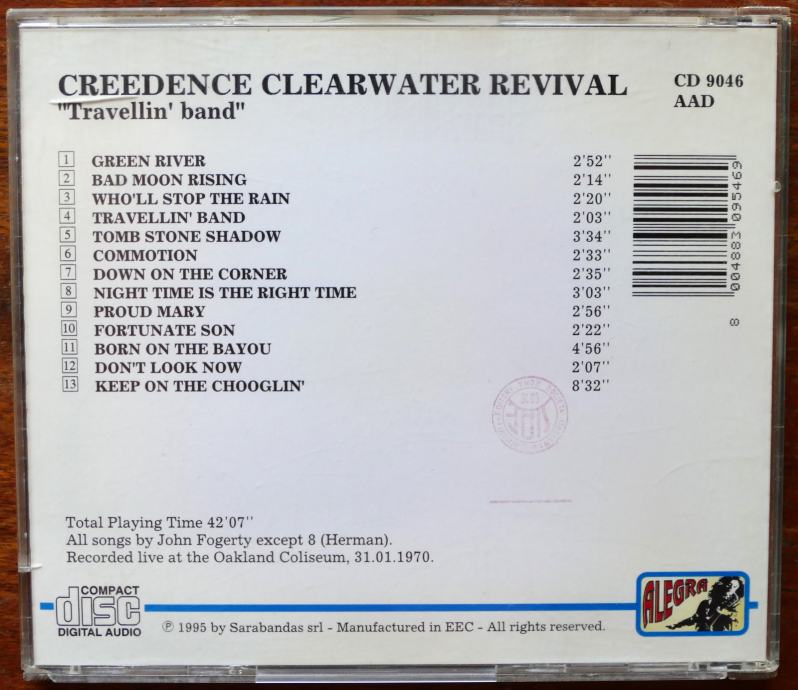 CREEDENCE CLEARWATER REVIVAL
"Travellin' band"
CD 9046
AAD
1 GREEN RIVER 2'52''
2 BAD MOON RISING 2'14''
3 WHO'LL STOP THE RAIN 2'20''
4 TRAVELLIN' BAND 2'03''
5 TOMB STONE SHADOW 3'34''
6 COMMOTION 2'33''
7 DOWN ON THE CORNER 2'35''
8 NIGHT TIME IS THE RIGHT TIME 3'03''
9 PROUD MARY 2'56''
10 FORTUNATE SON 2'22''
11 BORN ON THE BAYOU 4'56''
12 DON'T LOOK NOW 2'07''
13 KEEP ON THE CHOOGLIN' 8'32''
8 004883 095469
Total Playing Time 42'07''
All songs by John Fogerty except 8 (Herman).
Recorded live at the Oakland Coliseum, 31.01.1970.
COMPACT
disc
DIGITAL AUDIO
℗ 1995 by Sarabandas srl - Manufactured in EEC - All rights reserved.
ALEGRA